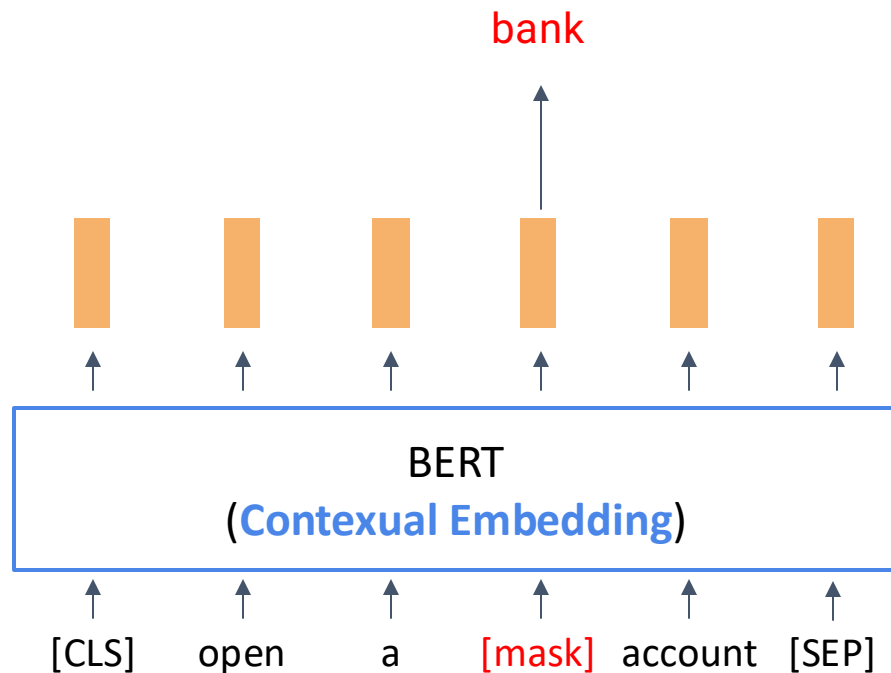 bank
BERT
(Contexual Embedding)
[CLS] open a [mask] account [SEP]